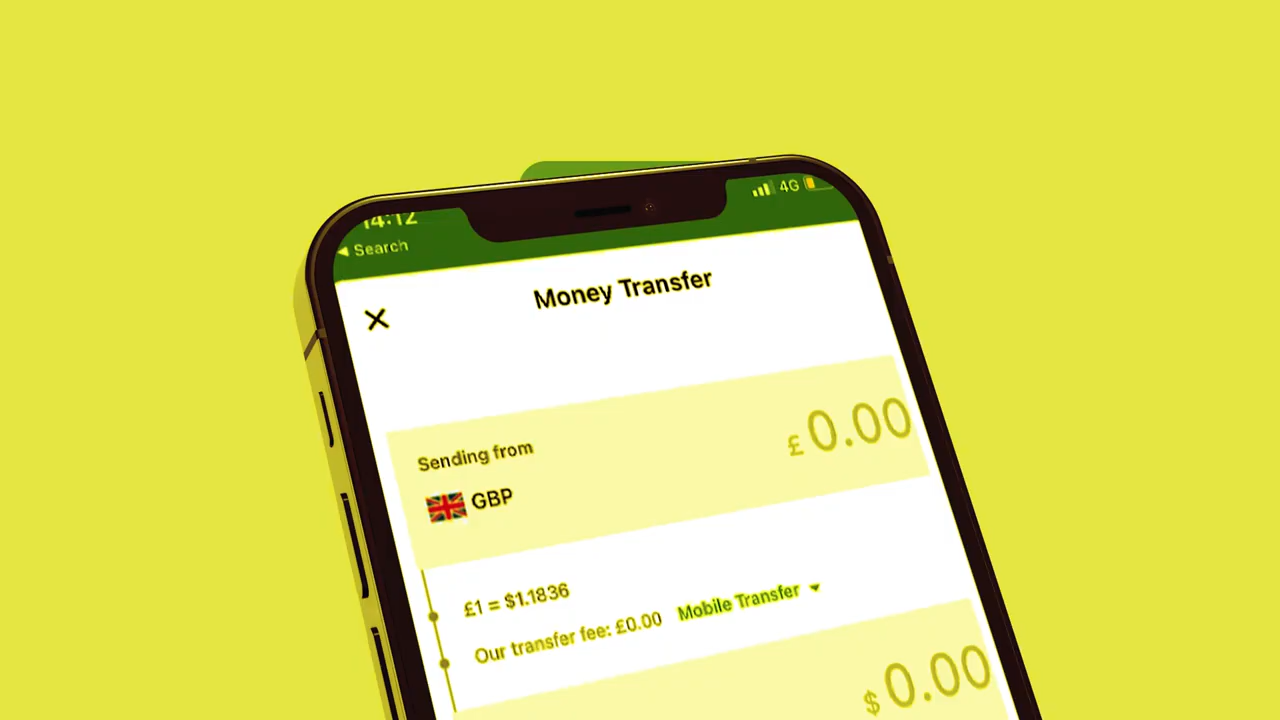 14:12
4G
◀ Search
Money Transfer
Sending from
£0.00
GBP
£1 = $1.1836
Our transfer fee: £0.00 Mobile Transfer
$0.00